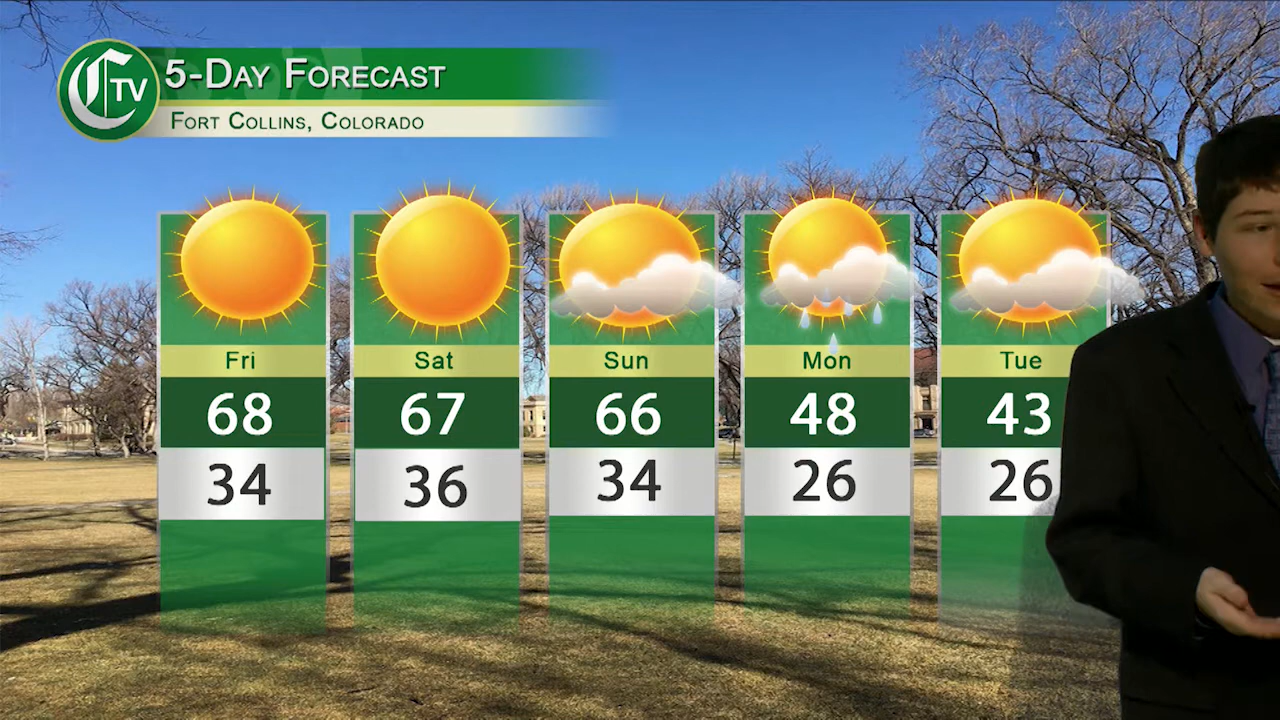 CTV
5-Day Forecast
Fort Collins, Colorado
Fri Sat Sun Mon Tue
68 67 66 48 43
34 36 34 26 26